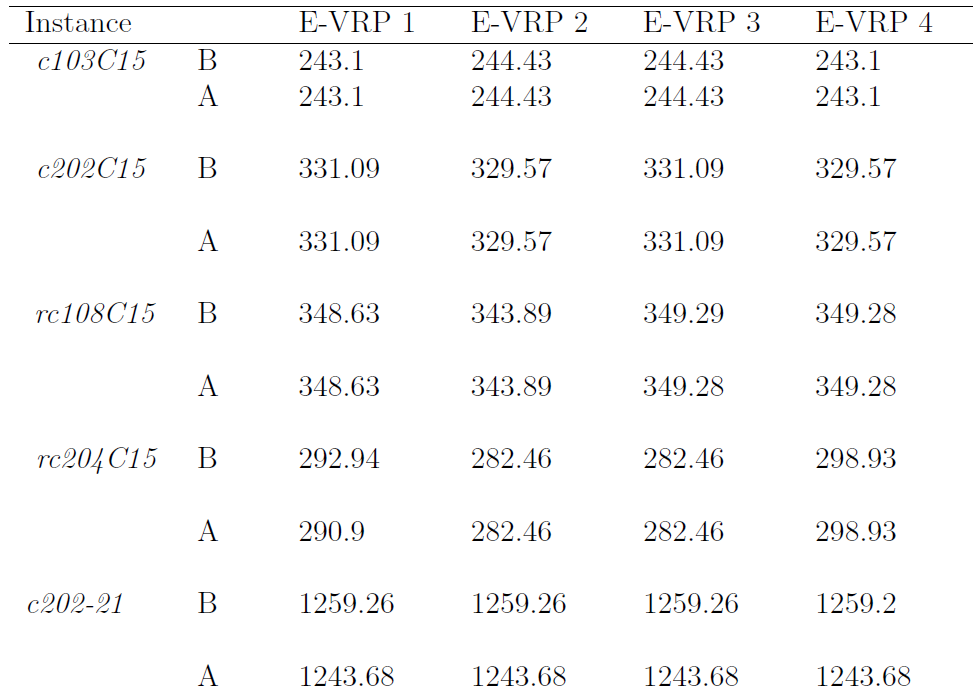 Instance E-VRP 1 E-VRP 2 E-VRP 3 E-VRP 4
c103C15 B 243.1 244.43 244.43 243.1
A 243.1 244.43 244.43 243.1
c202C15 B 331.09 329.57 331.09 329.57
A 331.09 329.57 331.09 329.57
rc108C15 B 348.63 343.89 349.29 349.28
A 348.63 343.89 349.28 349.28
rc204C15 B 292.94 282.46 282.46 298.93
A 290.9 282.46 282.46 298.93
c202-21 B 1259.26 1259.26 1259.26 1259.2
A 1243.68 1243.68 1243.68 1243.68